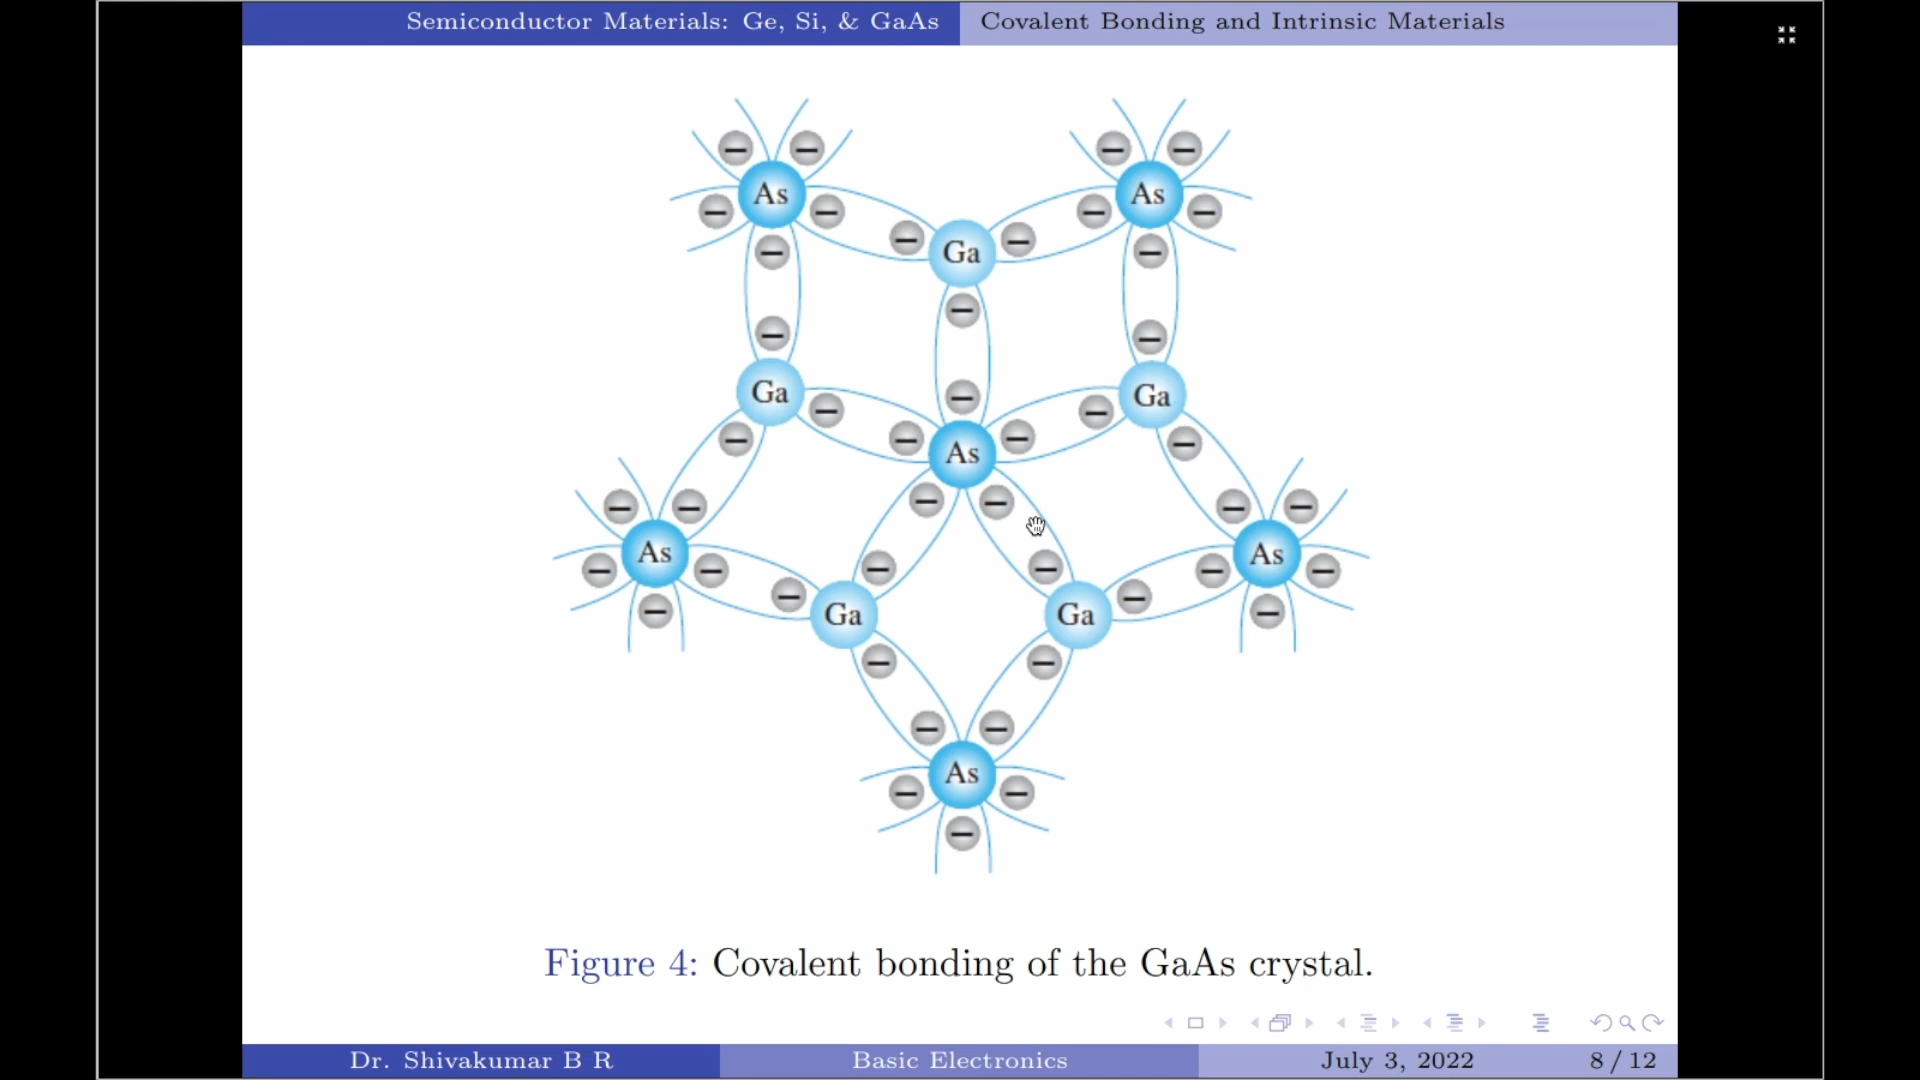 Semiconductor Materials: Ge, Si, & GaAs Covalent Bonding and Intrinsic Materials
As As
Ga
Ga Ga
As
As As
Ga Ga
As
Figure 4: Covalent bonding of the GaAs crystal.
Dr. Shivakumar B R Basic Electronics July 3, 2022 8 / 12